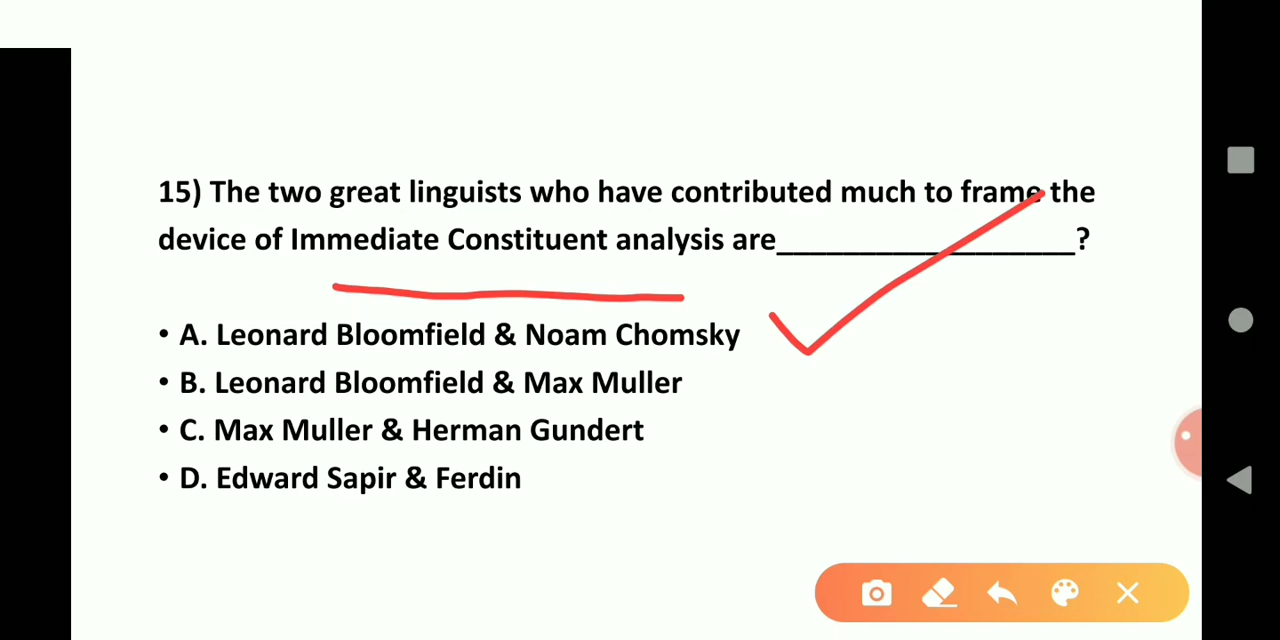 15) The two great linguists who have contributed much to frame the
device of Immediate Constituent analysis are__________________?
• A. Leonard Bloomfield & Noam Chomsky
• B. Leonard Bloomfield & Max Muller
• C. Max Muller & Herman Gundert
• D. Edward Sapir & Ferdin